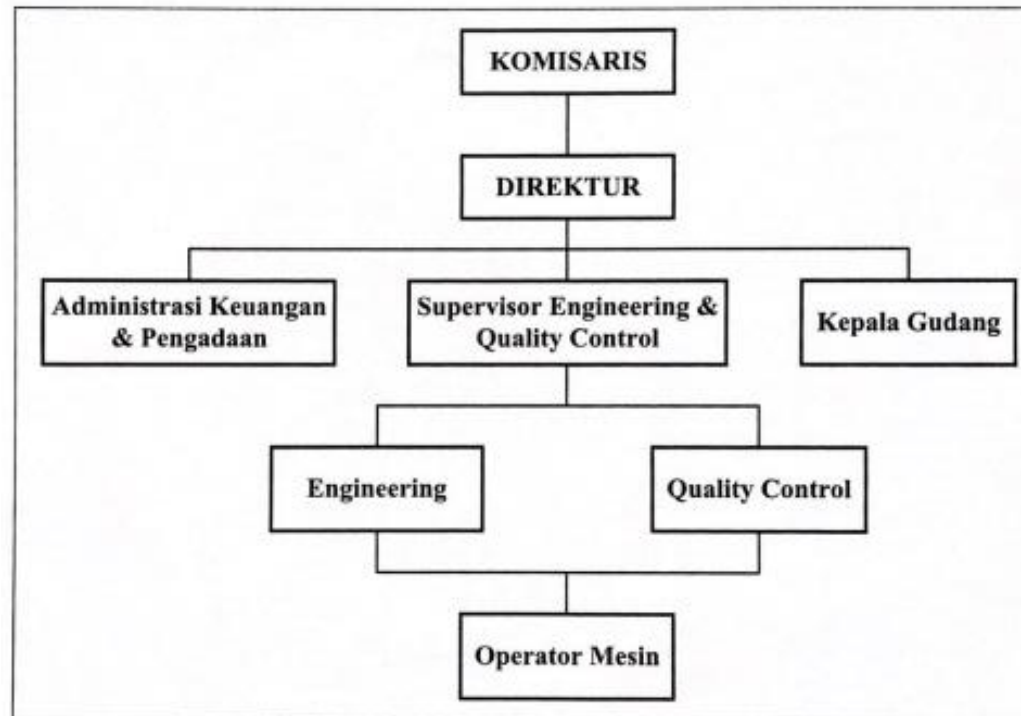 KOMISARIS
DIREKTUR
Administrasi Keuangan
& Pengadaan
Supervisor Engineering &
Quality Control
Kepala Gudang
Engineering
Quality Control
Operator Mesin